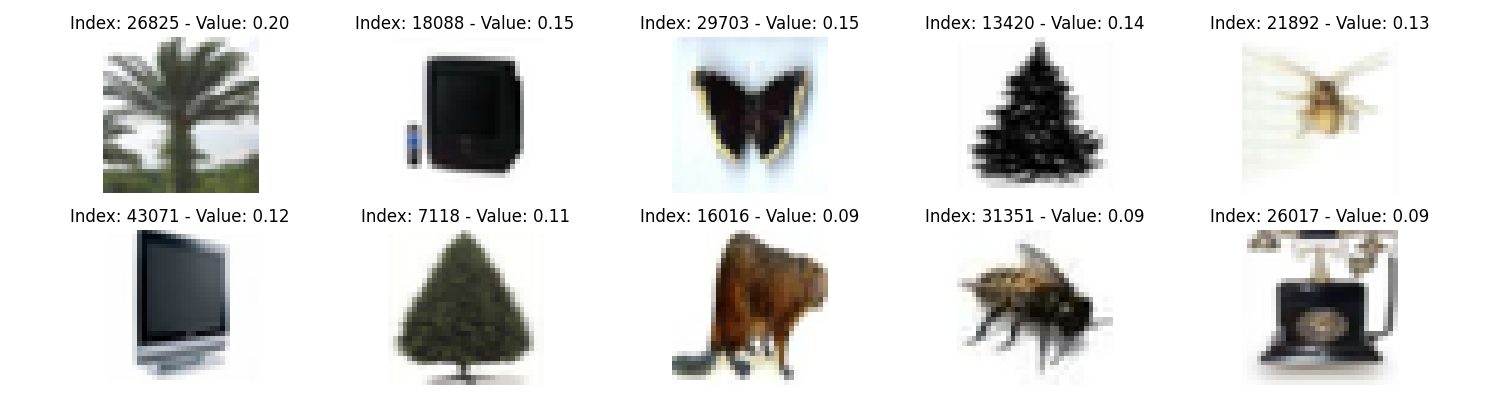 Index: 26825 - Value: 0.20
Index: 18088 - Value: 0.15
Index: 29703 - Value: 0.15
Index: 13420 - Value: 0.14
Index: 21892 - Value: 0.13
Index: 43071 - Value: 0.12
Index: 7118 - Value: 0.11
Index: 16016 - Value: 0.09
Index: 31351 - Value: 0.09
Index: 26017 - Value: 0.09